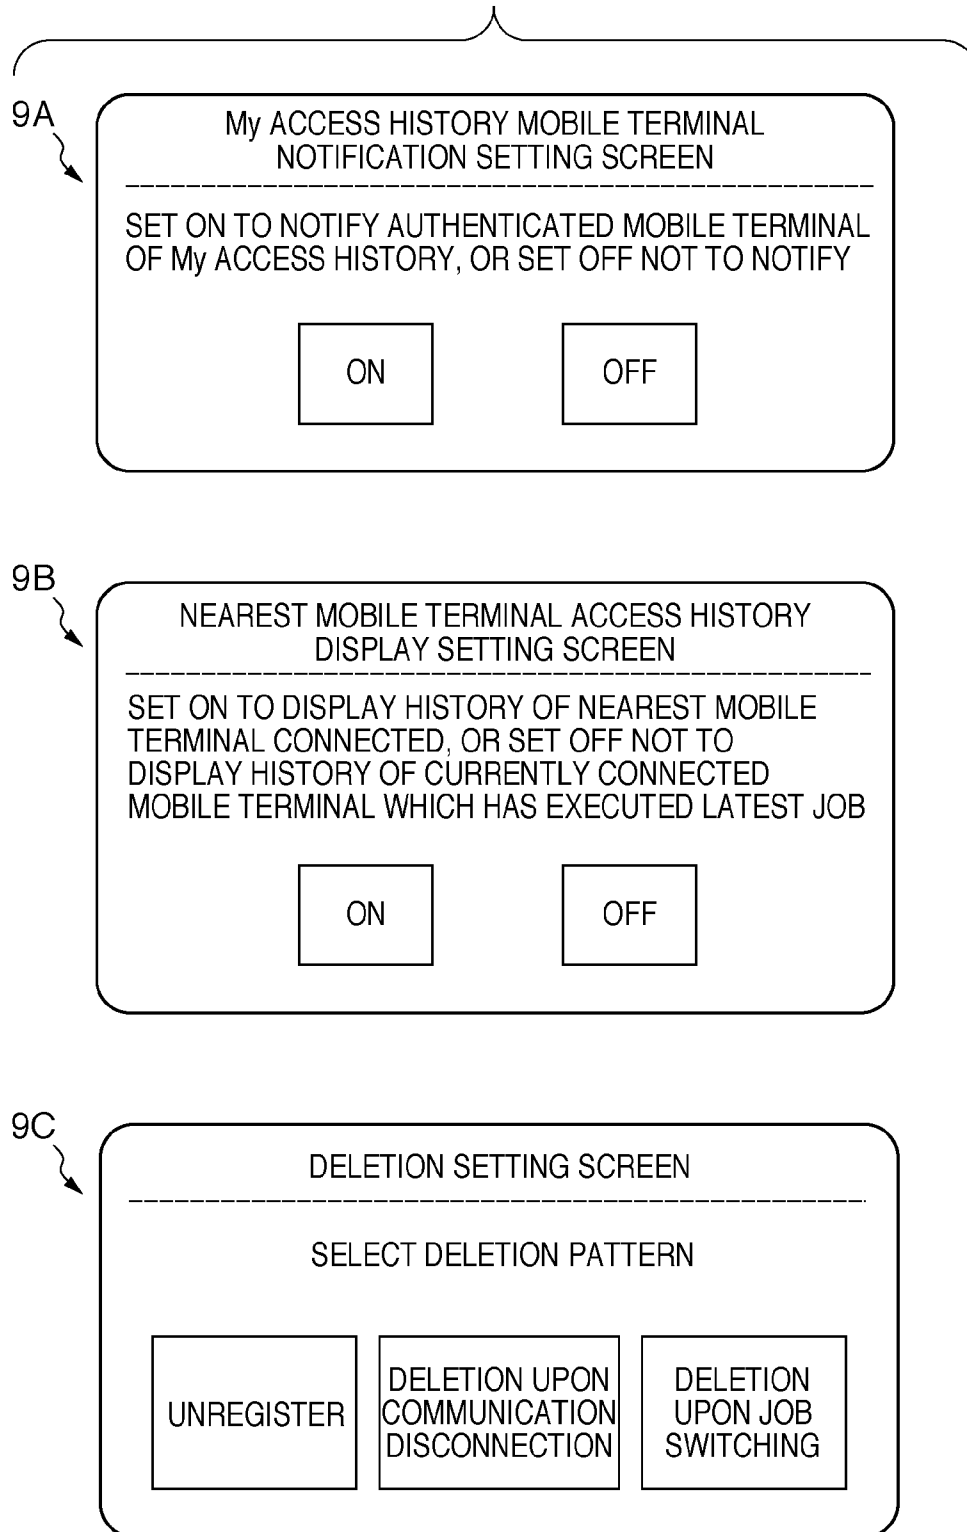 9A
My ACCESS HISTORY MOBILE TERMINAL
NOTIFICATION SETTING SCREEN
SET ON TO NOTIFY AUTHENTICATED MOBILE TERMINAL
OF My ACCESS HISTORY, OR SET OFF NOT TO NOTIFY
ON
OFF
9B
NEAREST MOBILE TERMINAL ACCESS HISTORY
DISPLAY SETTING SCREEN
SET ON TO DISPLAY HISTORY OF NEAREST MOBILE
TERMINAL CONNECTED, OR SET OFF NOT TO
DISPLAY HISTORY OF CURRENTLY CONNECTED
MOBILE TERMINAL WHICH HAS EXECUTED LATEST JOB
ON
OFF
9C
DELETION SETTING SCREEN
SELECT DELETION PATTERN
UNREGISTER
DELETION UPON
COMMUNICATION
DISCONNECTION
DELETION
UPON JOB
SWITCHING